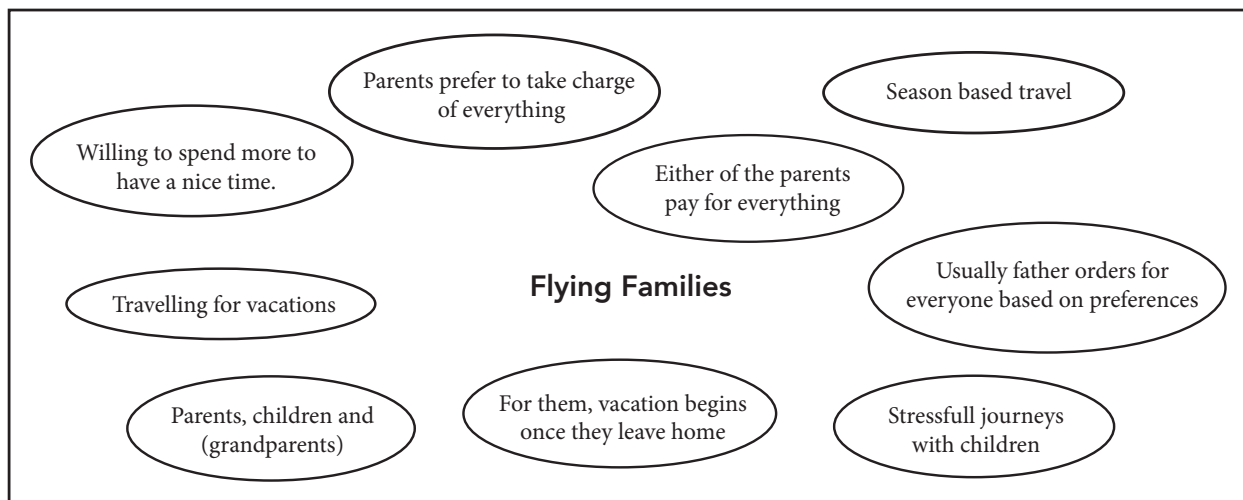 Parents prefer to take charge
of everything
Season based travel
Willing to spend more to
have a nice time.
Either of the parents
pay for everything
Usually father orders for
everyone based on preferences
Flying Families
Travelling for vacations
Parents, children and
(grandparents)
For them, vacation begins
once they leave home
Stressfull journeys
with children